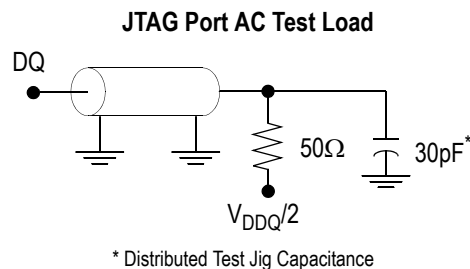 JTAG Port AC Test Load
DQ
50Ω
30pF*
VDDQ/2
* Distributed Test Jig Capacitance